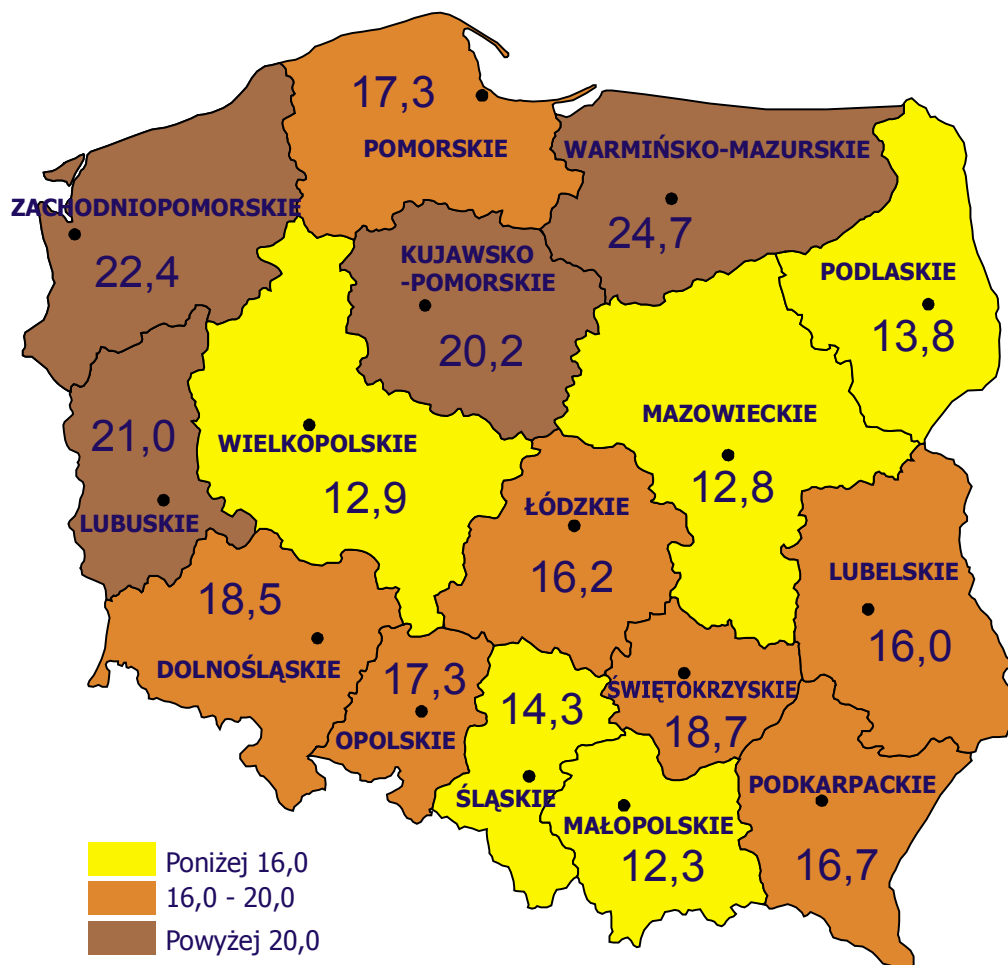 17,3
POMORSKIE
WARMIŃSKO-MAZURSKIE
24,7
ZACHODNIOPOMORSKIE
22,4
KUJAWSKO
-POMORSKIE
20,2
PODLASKIE
13,8
21,0
LUBUSKIE
WIELKOPOLSKIE
12,9
MAZOWIECKIE
12,8
ŁÓDZKIE
16,2
LUBELSKIE
16,0
18,5
DOLNOŚLĄSKIE
17,3
OPOLSKIE
14,3
ŚLĄSKIE
ŚWIĘTOKRZYSKIE
18,7
MAŁOPOLSKIE
12,3
PODKARPACKIE
16,7
Poniżej 16,0
16,0 - 20,0
Powyżej 20,0